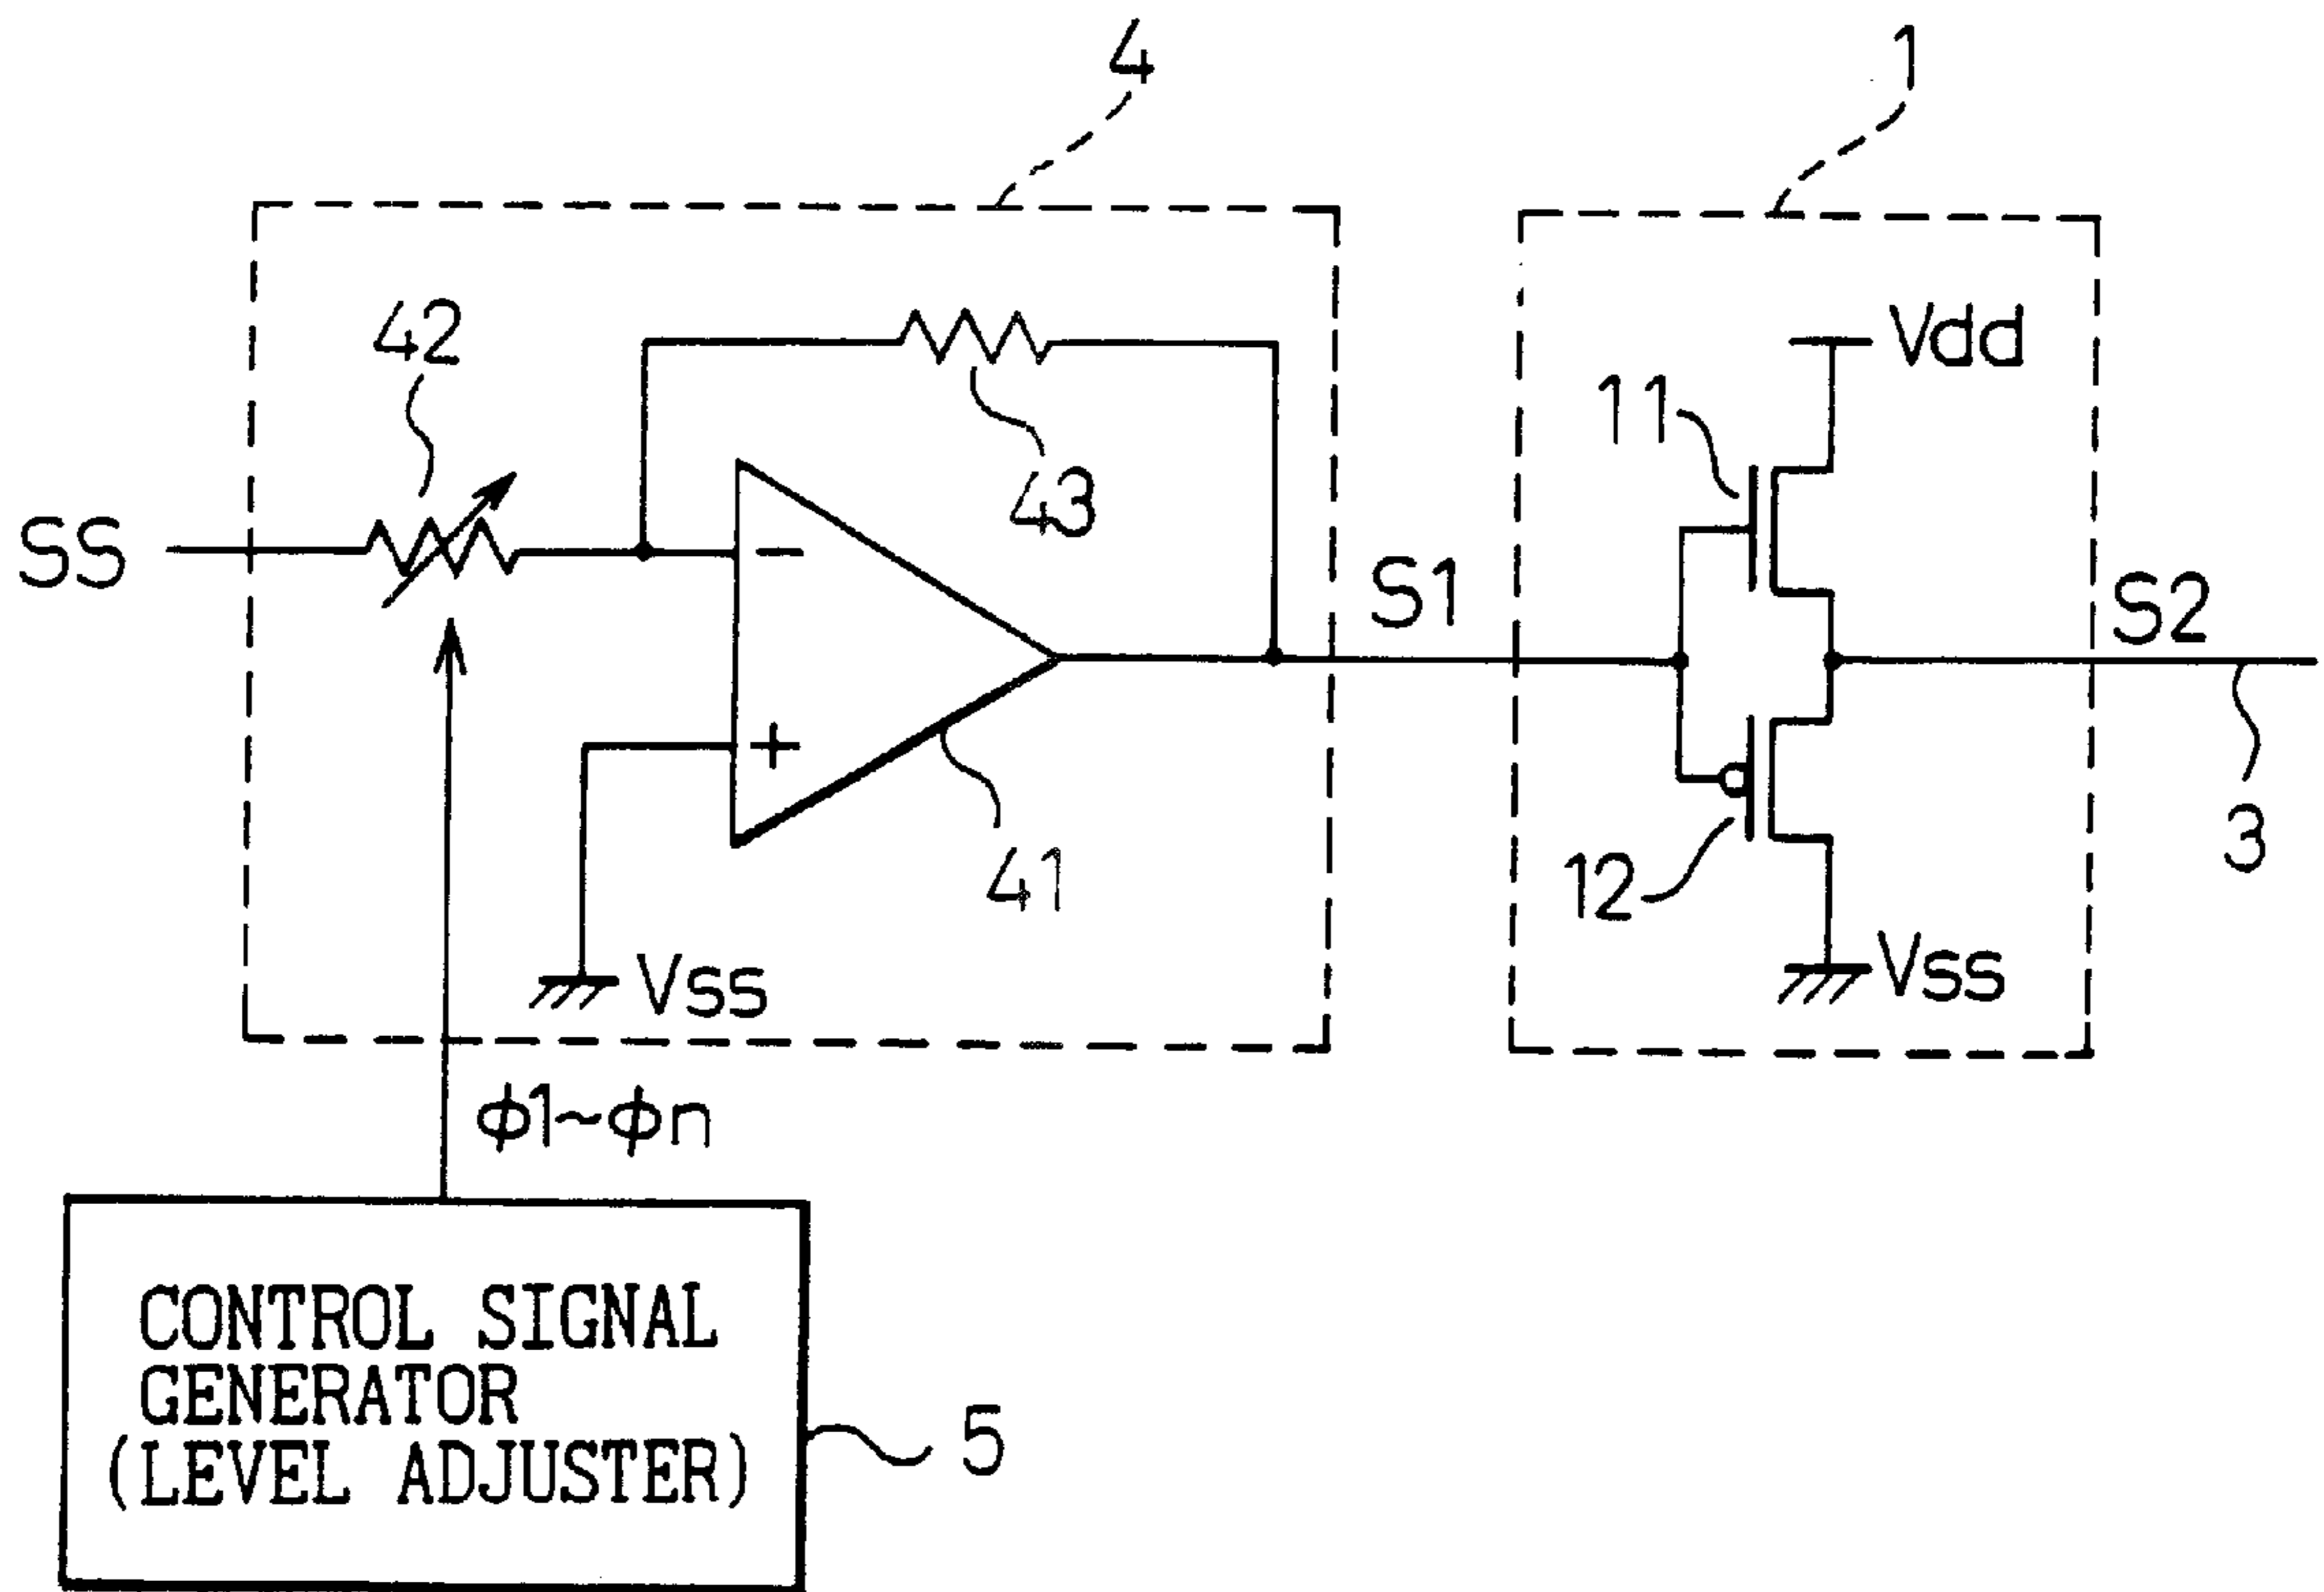 4
1
42
43
SS
−
+
41
Vss
S1
11
Vdd
12
Vss
S2
3
ϕ1~ϕn
CONTROL SIGNAL
GENERATOR
(LEVEL ADJUSTER)
5